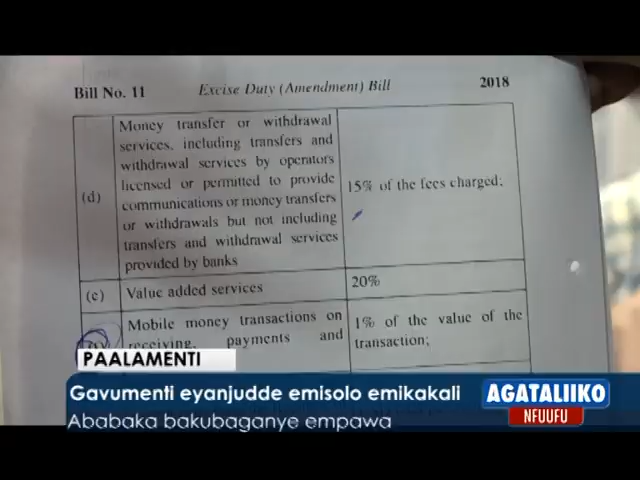 Bill No. 11 Excise Duty (Amendment) Bill 2018
(d)
Money transfer or withdrawal
services, including transfers and
withdrawal services by operators
licensed or permitted to provide
communications or money transfers
or withdrawals but not including
transfers and withdrawal services
provided by banks
15% of the fees charged;
(e) Value added services 20%
Mobile money transactions on
receiving, payments and
1% of the value of the
transaction;
PAALAMENTI
Gavumenti eyanjudde emisolo emikakali
Ababaka bakubaganye empawa
AGATALIIKO
NFUUFU